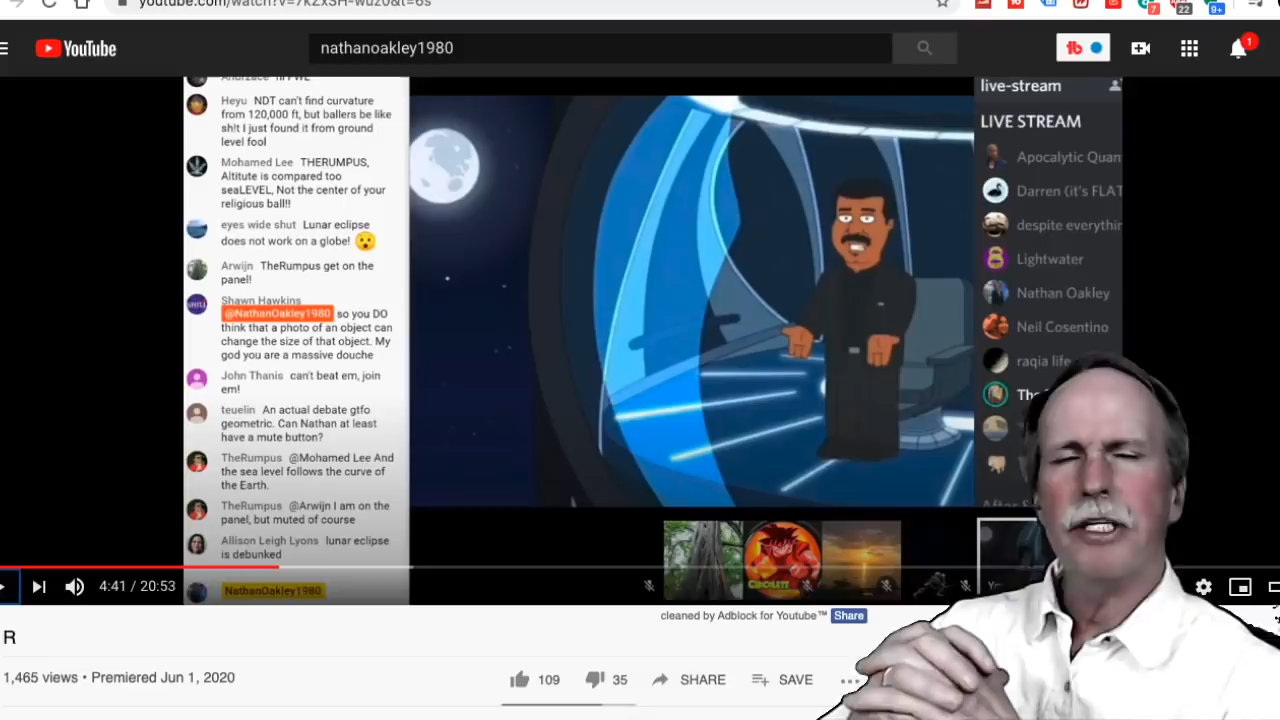 youtube.com/watch?v=7kZxSH-wuz0&t=6s
7
22
9+
YouTube
nathanoakley1980
1
Heyu NDT can't find curvature
from 120,000 ft, but ballers be like
sh!t I just found it from ground
level fool
Mohamed Lee THERUMPUS,
Altitute is compared too
seaLEVEL, Not the center of your
religious ball!!
eyes wide shut Lunar eclipse
does not work on a globe!
Arwijn TheRumpus get on the
panel!
Shawn Hawkins
@NathanOakley1980 so you DO
think that a photo of an object can
change the size of that object. My
god you are a massive douche
John Thanis can't beat em, join
em!
teuelin An actual debate gtfo
geometric. Can Nathan at least
have a mute button?
TheRumpus @Mohamed Lee And
the sea level follows the curve of
the Earth.
TheRumpus @Arwijn I am on the
panel, but muted of course
Allison Leigh Lyons lunar eclipse
is debunked
NathanOakley1980
live-stream
LIVE STREAM
Apocalytic Quan
Darren (it's FLAT
despite everythin
Lightwater
Nathan Oakley
Neil Cosentino
raqia life
The
4:41 / 20:53
cleaned by Adblock for Youtube™ Share
R
1,465 views • Premiered Jun 1, 2020
109
35
SHARE
SAVE